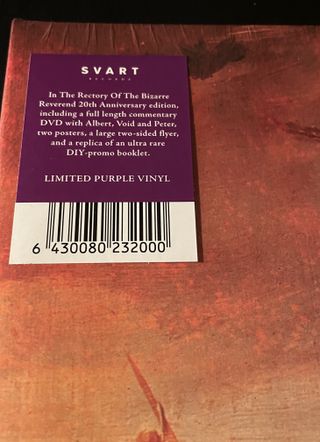 SVART
RECORDS
In The Rectory Of The Bizarre
Reverend 20th Anniversary edition,
including a full length commentary
DVD with Albert, Void and Peter,
two posters, a large two-sided flyer,
and a replica of an ultra rare
DIY-promo booklet.
LIMITED PURPLE VINYL
6 430080 232000